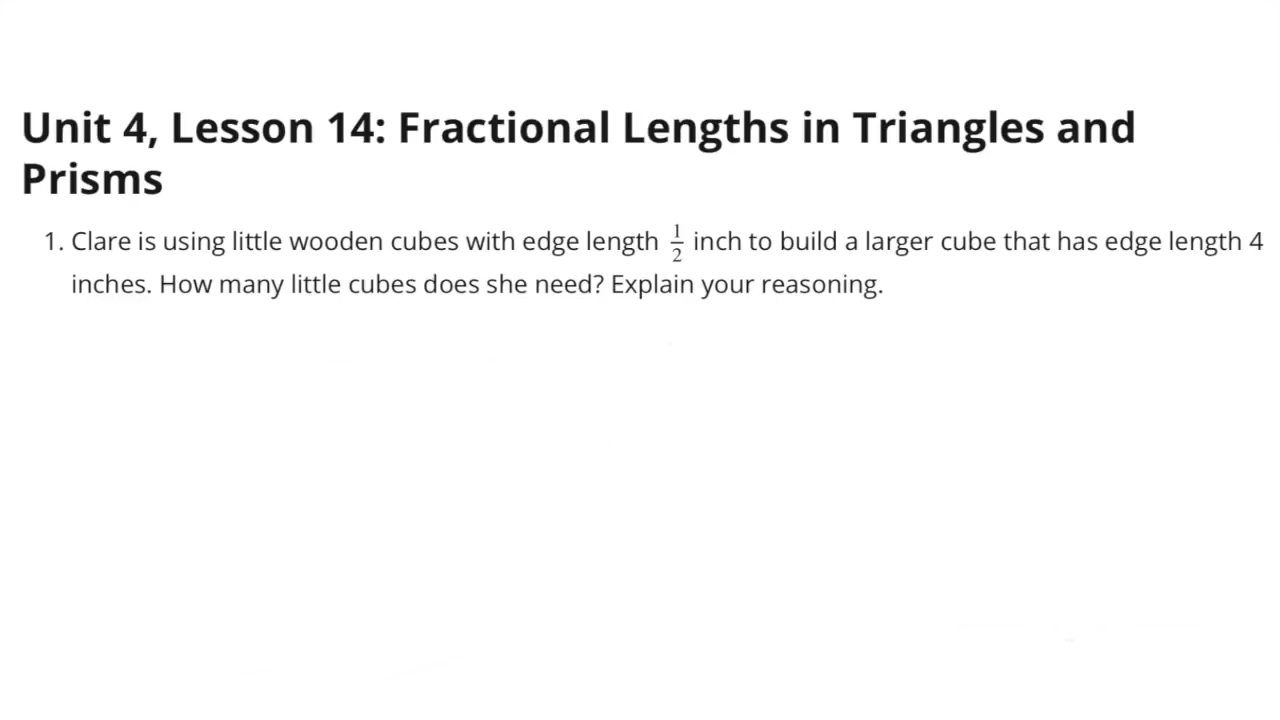 Unit 4, Lesson 14: Fractional Lengths in Triangles and
Prisms
1. Clare is using little wooden cubes with edge length 1/2 inch to build a larger cube that has edge length 4
inches. How many little cubes does she need? Explain your reasoning.